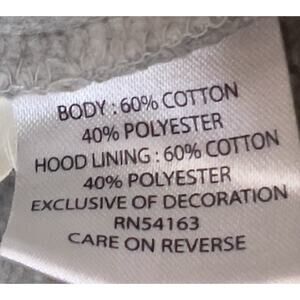 BODY : 60% COTTON
40% POLYESTER
HOOD LINING : 60% COTTON
40% POLYESTER
EXCLUSIVE OF DECORATION
RN54163
CARE ON REVERSE